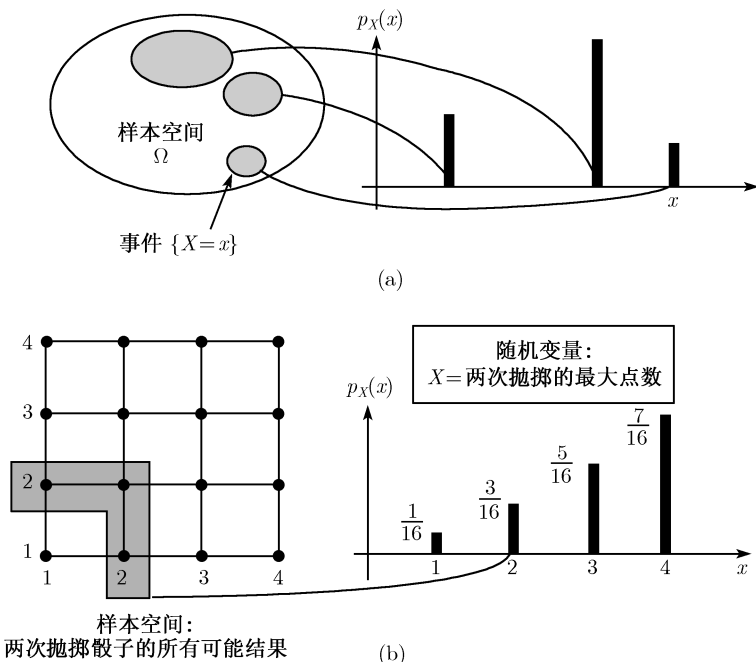 p_X(x)
样本空间
Ω
x
事件 {X=x}
(a)
随机变量：
X=两次抛掷的最大点数
p_X(x)
4
3
2
1
1 2 3 4
1/16
3/16
5/16
7/16
1 2 3 4 x
样本空间：
两次抛掷骰子的所有可能结果
(b)